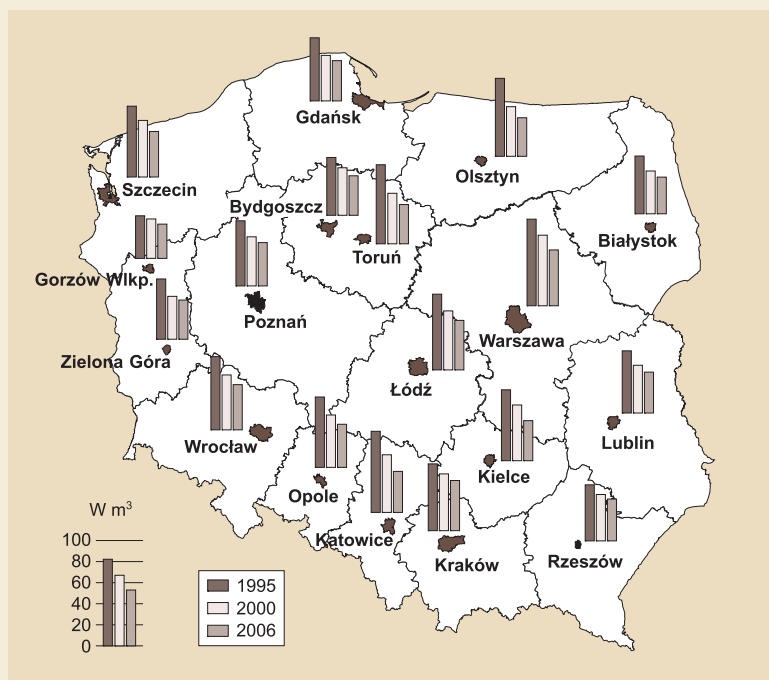 Gdańsk
Olsztyn
Szczecin
Bydgoszcz
Białystok
Toruń
Gorzów Wlkp.
Poznań
Warszawa
Zielona Góra
Łódź
Wrocław
Lublin
Kielce
Opole
Katowice
Kraków
Rzeszów
W m³
100
80
60
40
20
0
1995
2000
2006